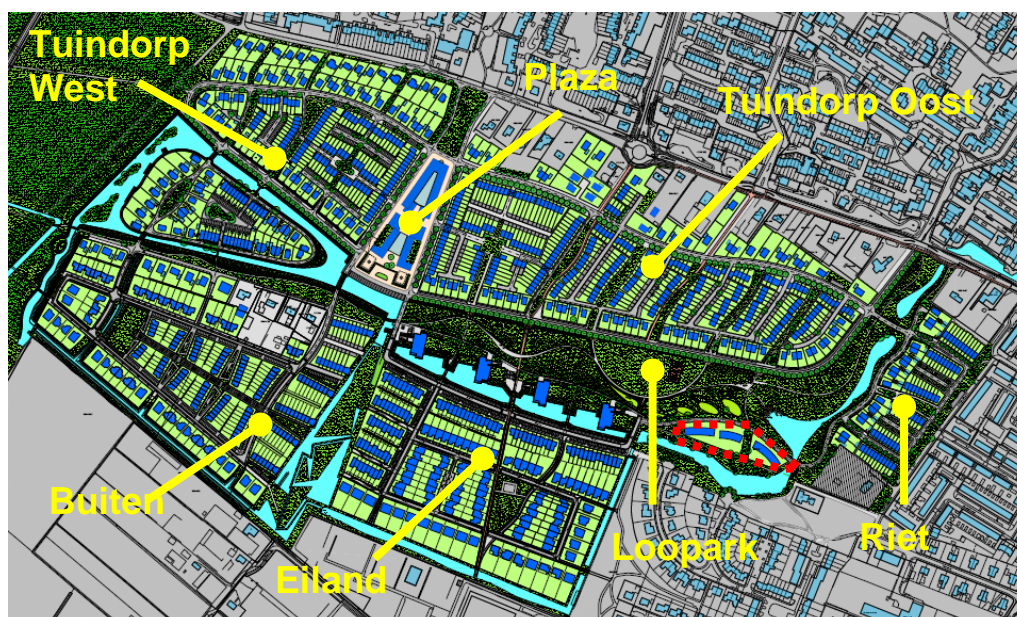 Tuindorp
West
Plaza
Tuindorp Oost
Buiten
Eiland
Loopark
Riet